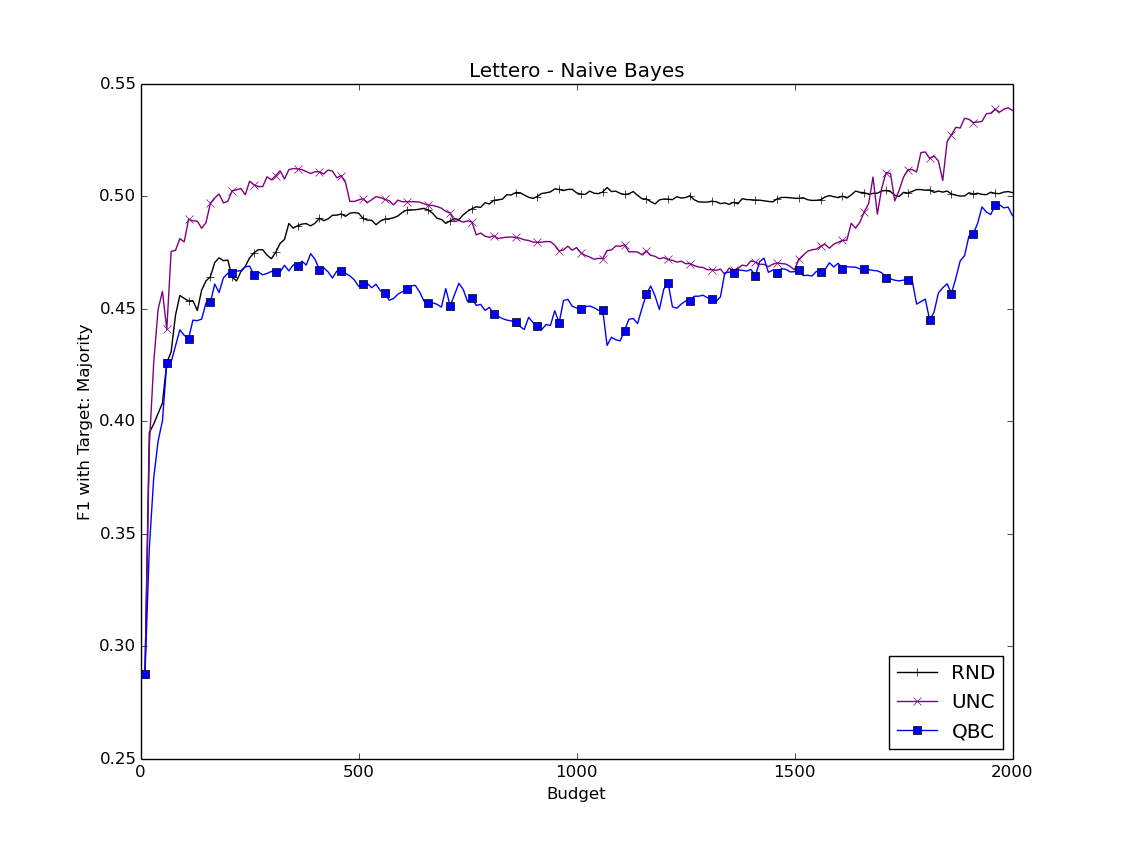 Lettero - Naive Bayes
0.55
0.50
0.45
0.40
0.35
0.30
0.25
F1 with Target: Majority
RND
UNC
QBC
0 500 1000 1500 2000
Budget